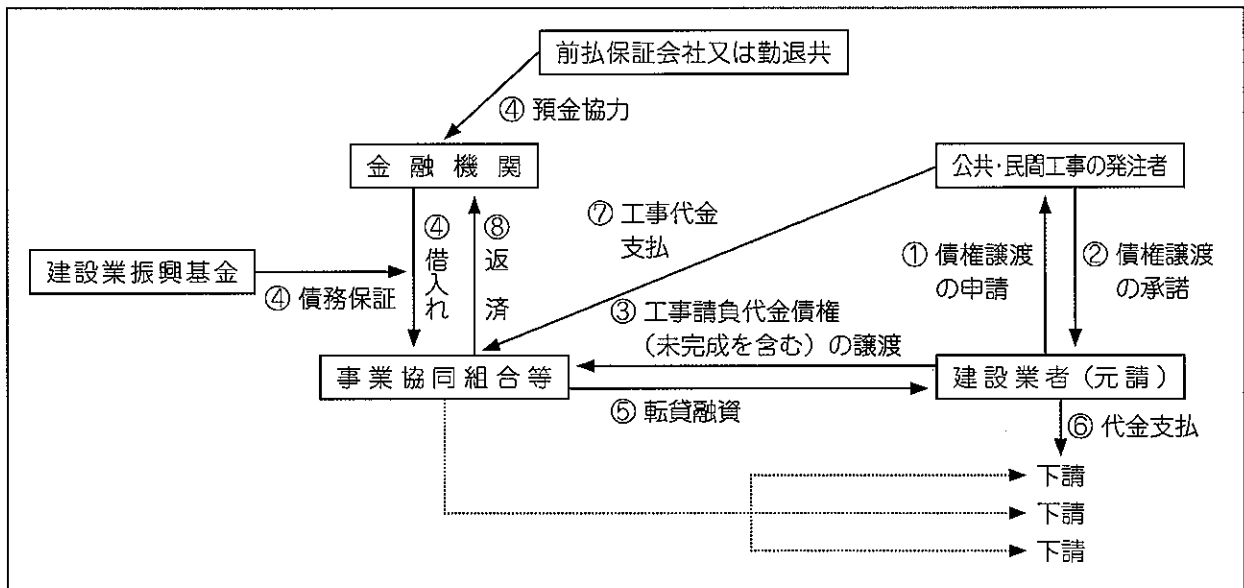 前払保証会社又は勤退共
④ 預金協力
金融機関
公共・民間工事の発注者
⑦ 工事代金
支払
④借入れ
⑧返済
① 債権譲渡
の申請
② 債権譲渡
の承諾
建設業振興基金
④ 債務保証
③ 工事請負代金債権
（未完成を含む）の譲渡
事業協同組合等
建設業者（元請）
⑤ 転貸融資
⑥ 代金支払
下請
下請
下請